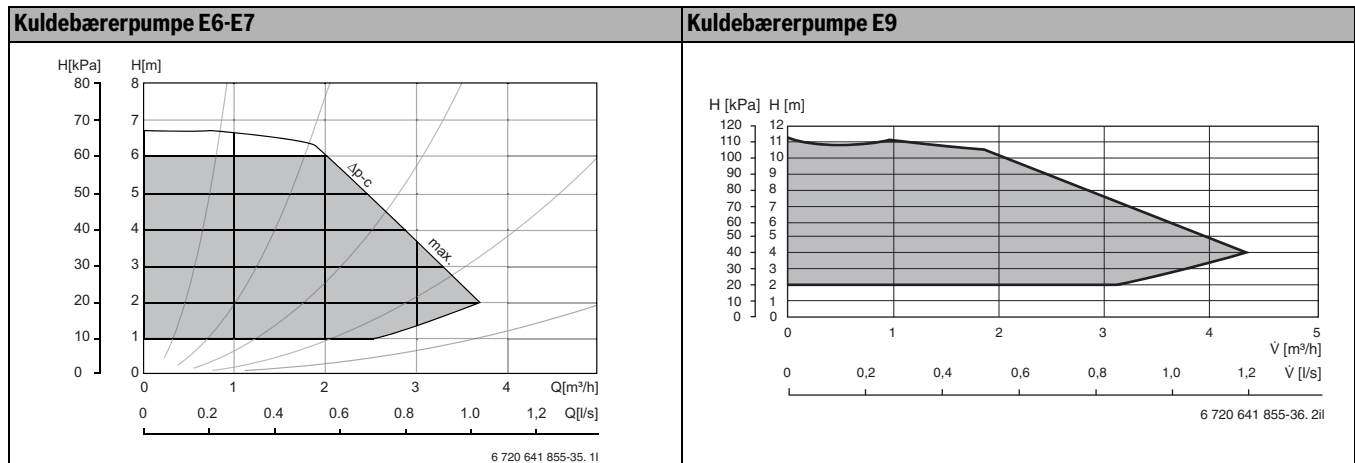 Kuldebærerpumpe E6-E7
H[kPa] H[m]
80 8
70 7
60 6
50 5
40 4
30 3
20 2
10 1
0 0
Δp-c
max.
0 1 2 3 4 Q[m³/h]
0 0.2 0.4 0.6 0.8 1.0 1,2 Q[l/s]
6 720 641 855-35. 1I
Kuldebærerpumpe E9
H [kPa] H [m]
120 12
110 11
100 10
90 9
80 8
70 7
60 6
50 5
40 4
30 3
20 2
10 1
0 0
0 1 2 3 4 5
V̇ [m³/h]
0 0,2 0,4 0,6 0,8 1,0 1,2 V̇ [l/s]
6 720 641 855-36. 2il